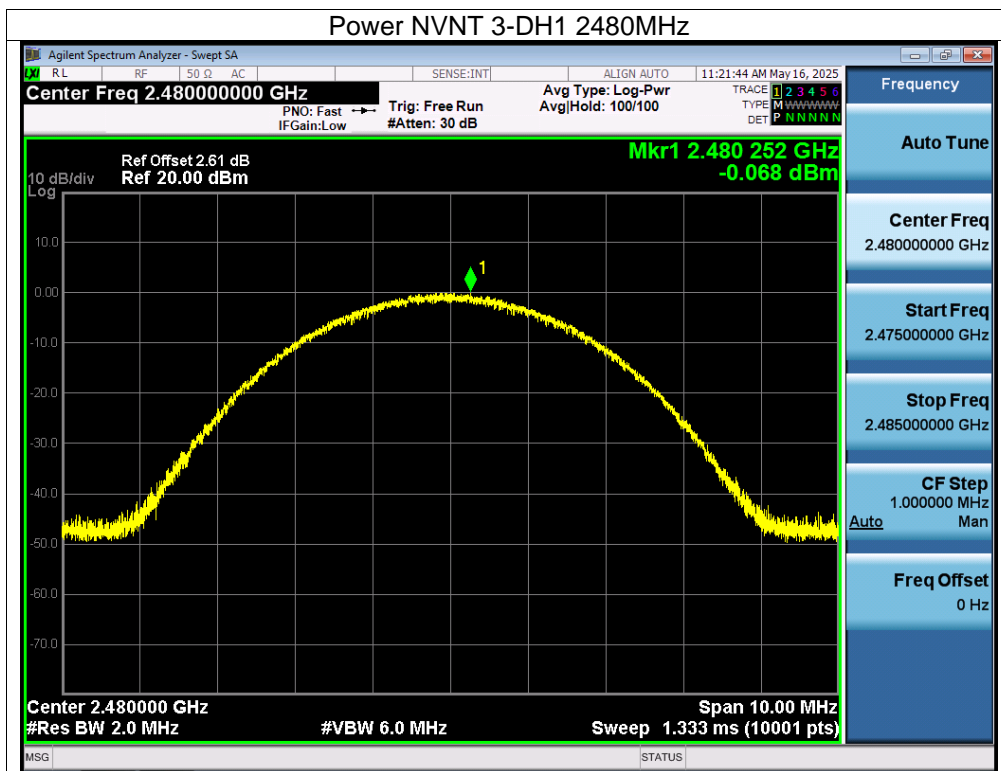 Power NVNT 3-DH1 2480MHz
Agilent Spectrum Analyzer - Swept SA
LXI RL RF 50 Ω AC SENSE:INT ALIGN AUTO 11:21:44 AM May 16, 2025
Center Freq 2.480000000 GHz
PNO: Fast
IFGain:Low
Trig: Free Run
#Atten: 30 dB
Avg Type: Log-Pwr
Avg|Hold: 100/100
TRACE 1 2 3 4 5 6
TYPE M WWWWW
DET P N N N N N
Ref Offset 2.61 dB
10 dB/div Ref 20.00 dBm
Log
Mkr1 2.480 252 GHz
-0.068 dBm
10.0
1
0.00
-10.0
-20.0
-30.0
-40.0
-50.0
-60.0
-70.0
Center 2.480000 GHz Span 10.00 MHz
#Res BW 2.0 MHz #VBW 6.0 MHz Sweep 1.333 ms (10001 pts)
MSG STATUS
Frequency
Auto Tune
Center Freq
2.480000000 GHz
Start Freq
2.475000000 GHz
Stop Freq
2.485000000 GHz
CF Step
1.000000 MHz
Auto Man
Freq Offset
0 Hz